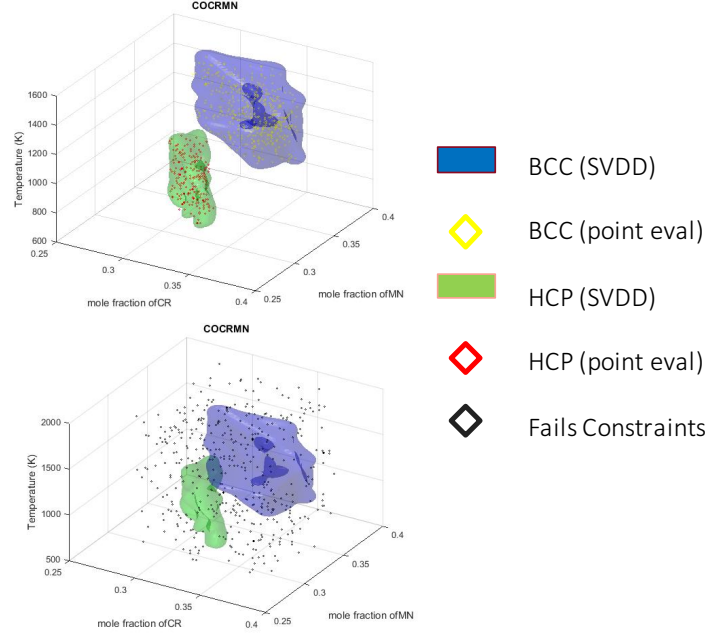 COCRMN
1600
1400
1200
1000
800
600
Temperature (K)
0.25
0.3
0.35
0.4
mole fraction ofCR
0.25
0.3
0.35
0.4
mole fraction ofMN
COCRMN
2000
1500
1000
500
Temperature (K)
0.25
0.3
0.35
0.4
mole fraction ofCR
0.25
0.3
0.35
0.4
mole fraction ofMN
BCC (SVDD)
BCC (point eval)
HCP (SVDD)
HCP (point eval)
Fails Constraints